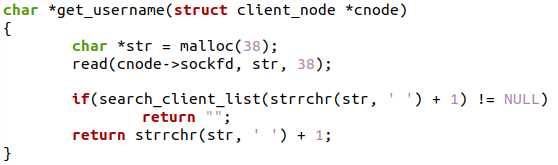 char *get_username(struct client_node *cnode)
{
        char *str = malloc(38);
        read(cnode->sockfd, str, 38);

        if(search_client_list(strrchr(str, ' ') + 1) != NULL)
                return "";
        return strrchr(str, ' ') + 1;
}